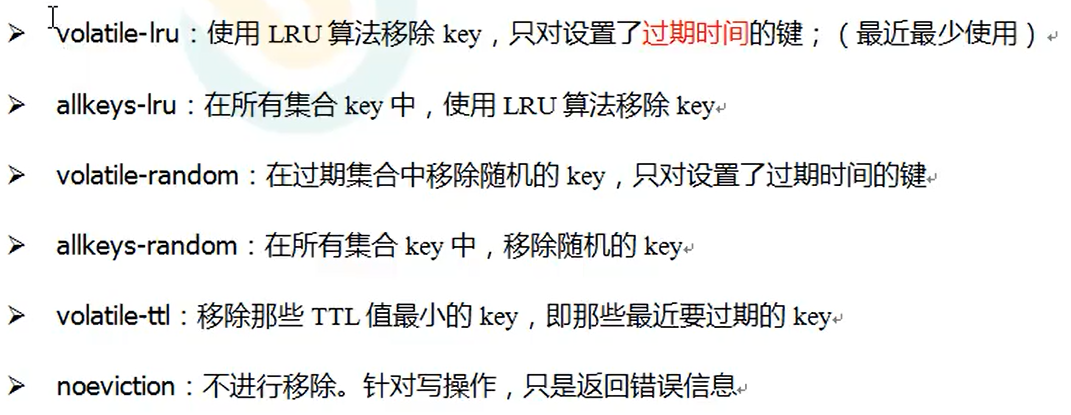 ➢ volatile-lru：使用 LRU 算法移除 key，只对设置了过期时间的键；（最近最少使用）
➢ allkeys-lru：在所有集合 key 中，使用 LRU 算法移除 key
➢ volatile-random：在过期集合中移除随机的 key，只对设置了过期时间的键
➢ allkeys-random：在所有集合 key 中，移除随机的 key
➢ volatile-ttl：移除那些 TTL 值最小的 key，即那些最近要过期的 key
➢ noeviction：不进行移除。针对写操作，只是返回错误信息